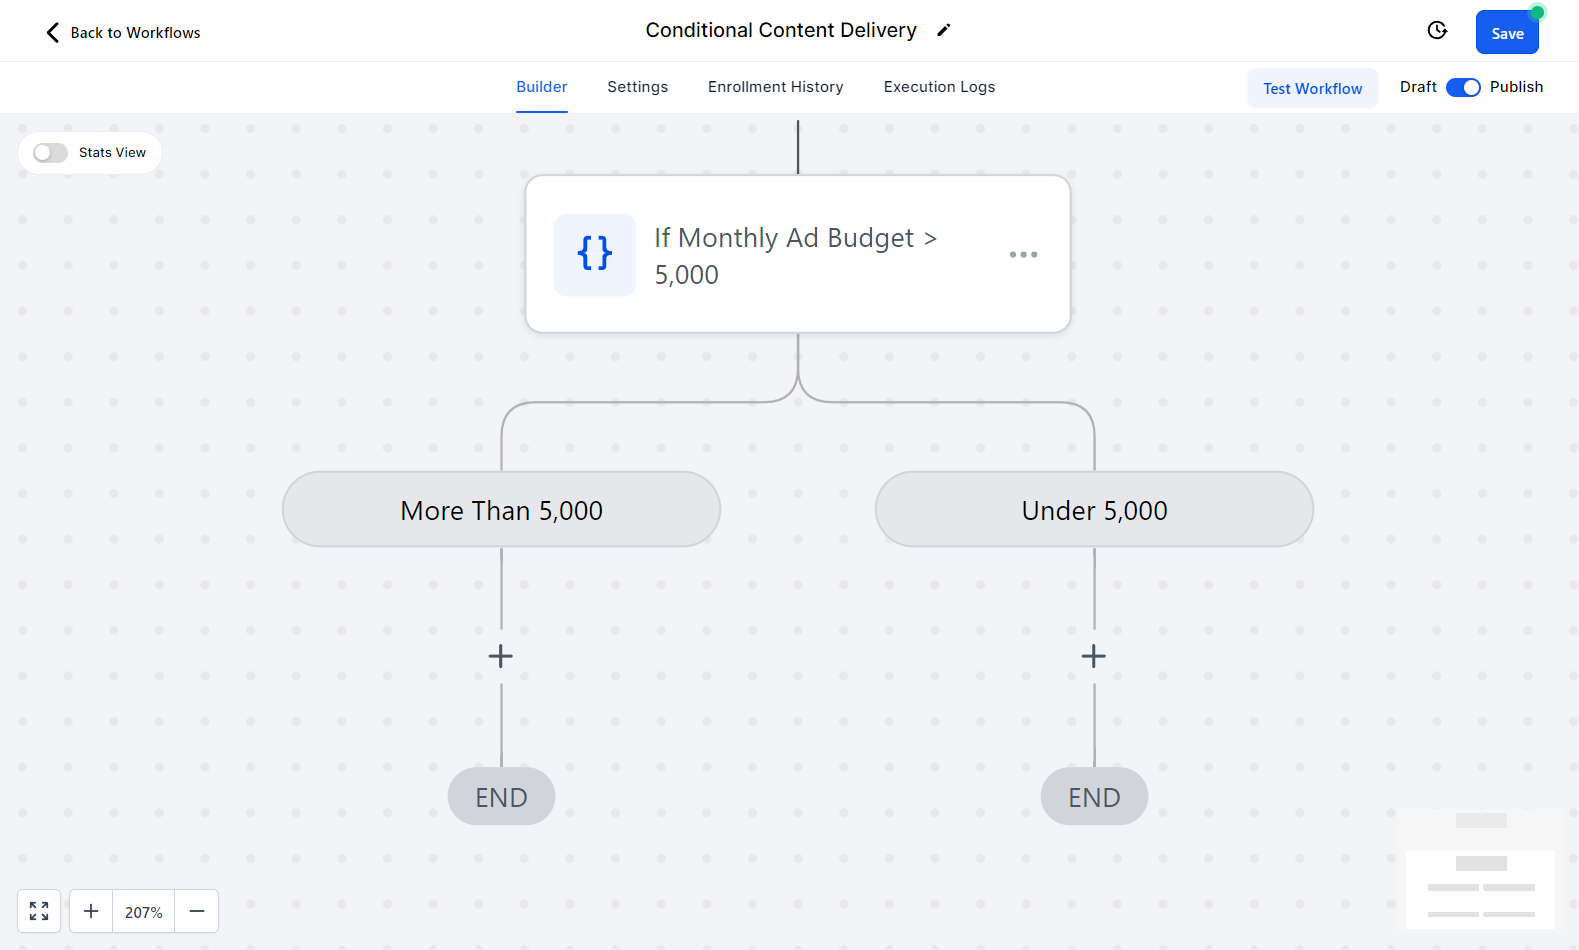 Back to Workflows
Conditional Content Delivery
Save
Builder
Settings
Enrollment History
Execution Logs
Test Workflow
Draft
Publish
Stats View
{}
If Monthly Ad Budget >
5,000
More Than 5,000
Under 5,000
END
END
207%